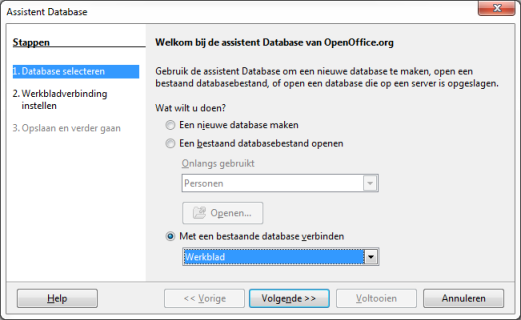 Assistent Database
Stappen
1. Database selecteren
2. Werkbladverbinding
instellen
3. Opslaan en verder gaan
Welkom bij de assistent Database van OpenOffice.org
Gebruik de assistent Database om een nieuwe database te maken, open een
bestaand databasebestand, of open een database die op een server is opgeslagen.
Wat wilt u doen?
Een nieuwe database maken
Een bestaand databasebestand openen
Onlangs gebruikt
Personen
Openen...
Met een bestaande database verbinden
Werkblad
Help
<< Vorige
Volgende >>
Voltooien
Annuleren